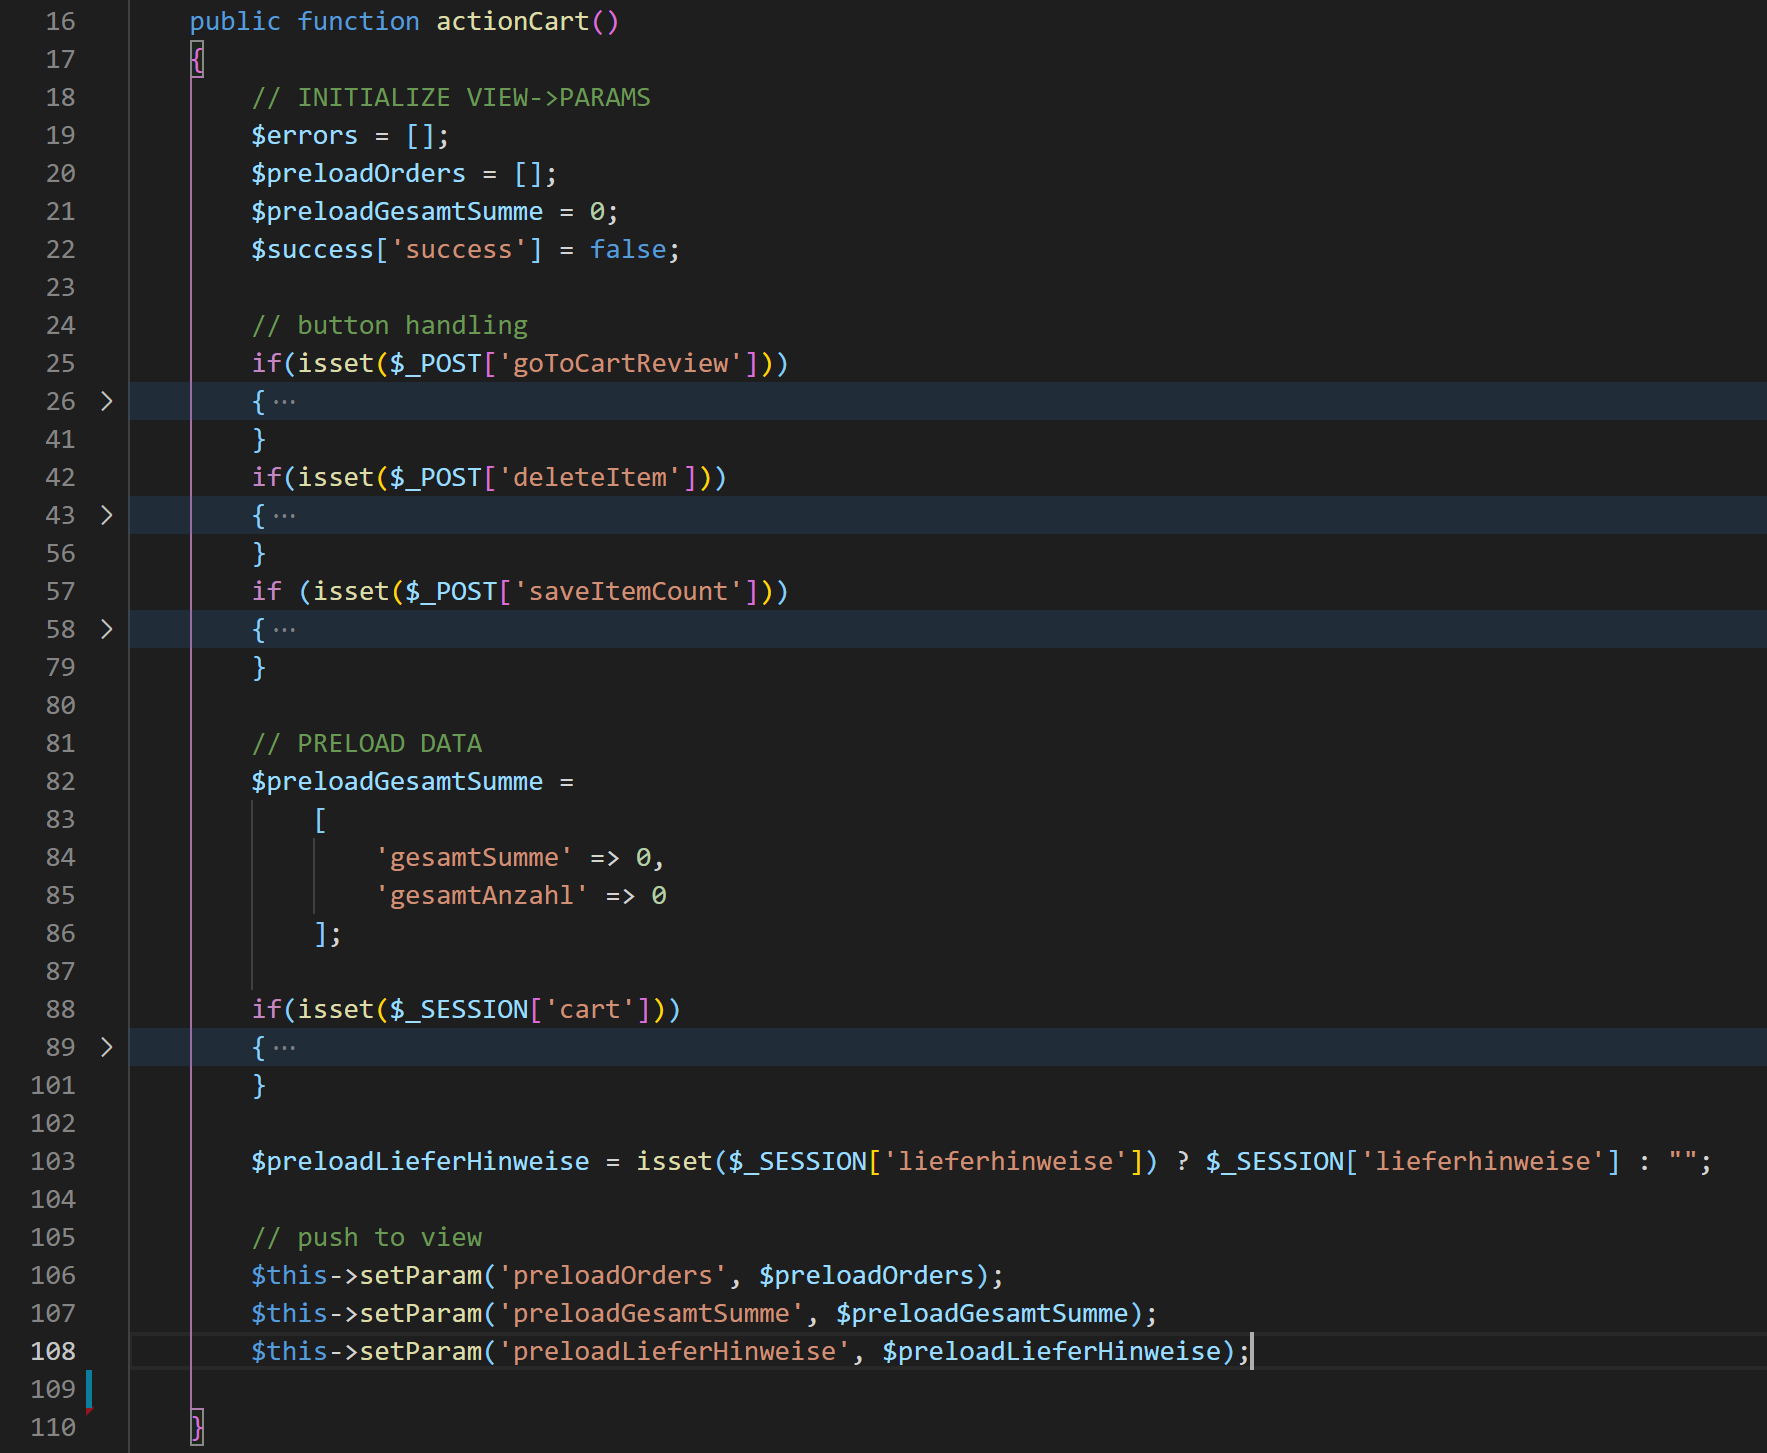 16 public function actionCart()
17 {
18 // INITIALIZE VIEW->PARAMS
19 $errors = [];
20 $preloadOrders = [];
21 $preloadGesamtSumme = 0;
22 $success['success'] = false;
23
24 // button handling
25 if(isset($_POST['goToCartReview']))
26 { ···
41 }
42 if(isset($_POST['deleteItem']))
43 { ···
56 }
57 if (isset($_POST['saveItemCount']))
58 { ···
79 }
80
81 // PRELOAD DATA
82 $preloadGesamtSumme =
83 [
84 'gesamtSumme' => 0,
85 'gesamtAnzahl' => 0
86 ];
87
88 if(isset($_SESSION['cart']))
89 { ···
101 }
102
103 $preloadLieferHinweise = isset($_SESSION['lieferhinweise']) ? $_SESSION['lieferhinweise'] : "";
104
105 // push to view
106 $this->setParam('preloadOrders', $preloadOrders);
107 $this->setParam('preloadGesamtSumme', $preloadGesamtSumme);
108 $this->setParam('preloadLieferHinweise', $preloadLieferHinweise);
109
110 }